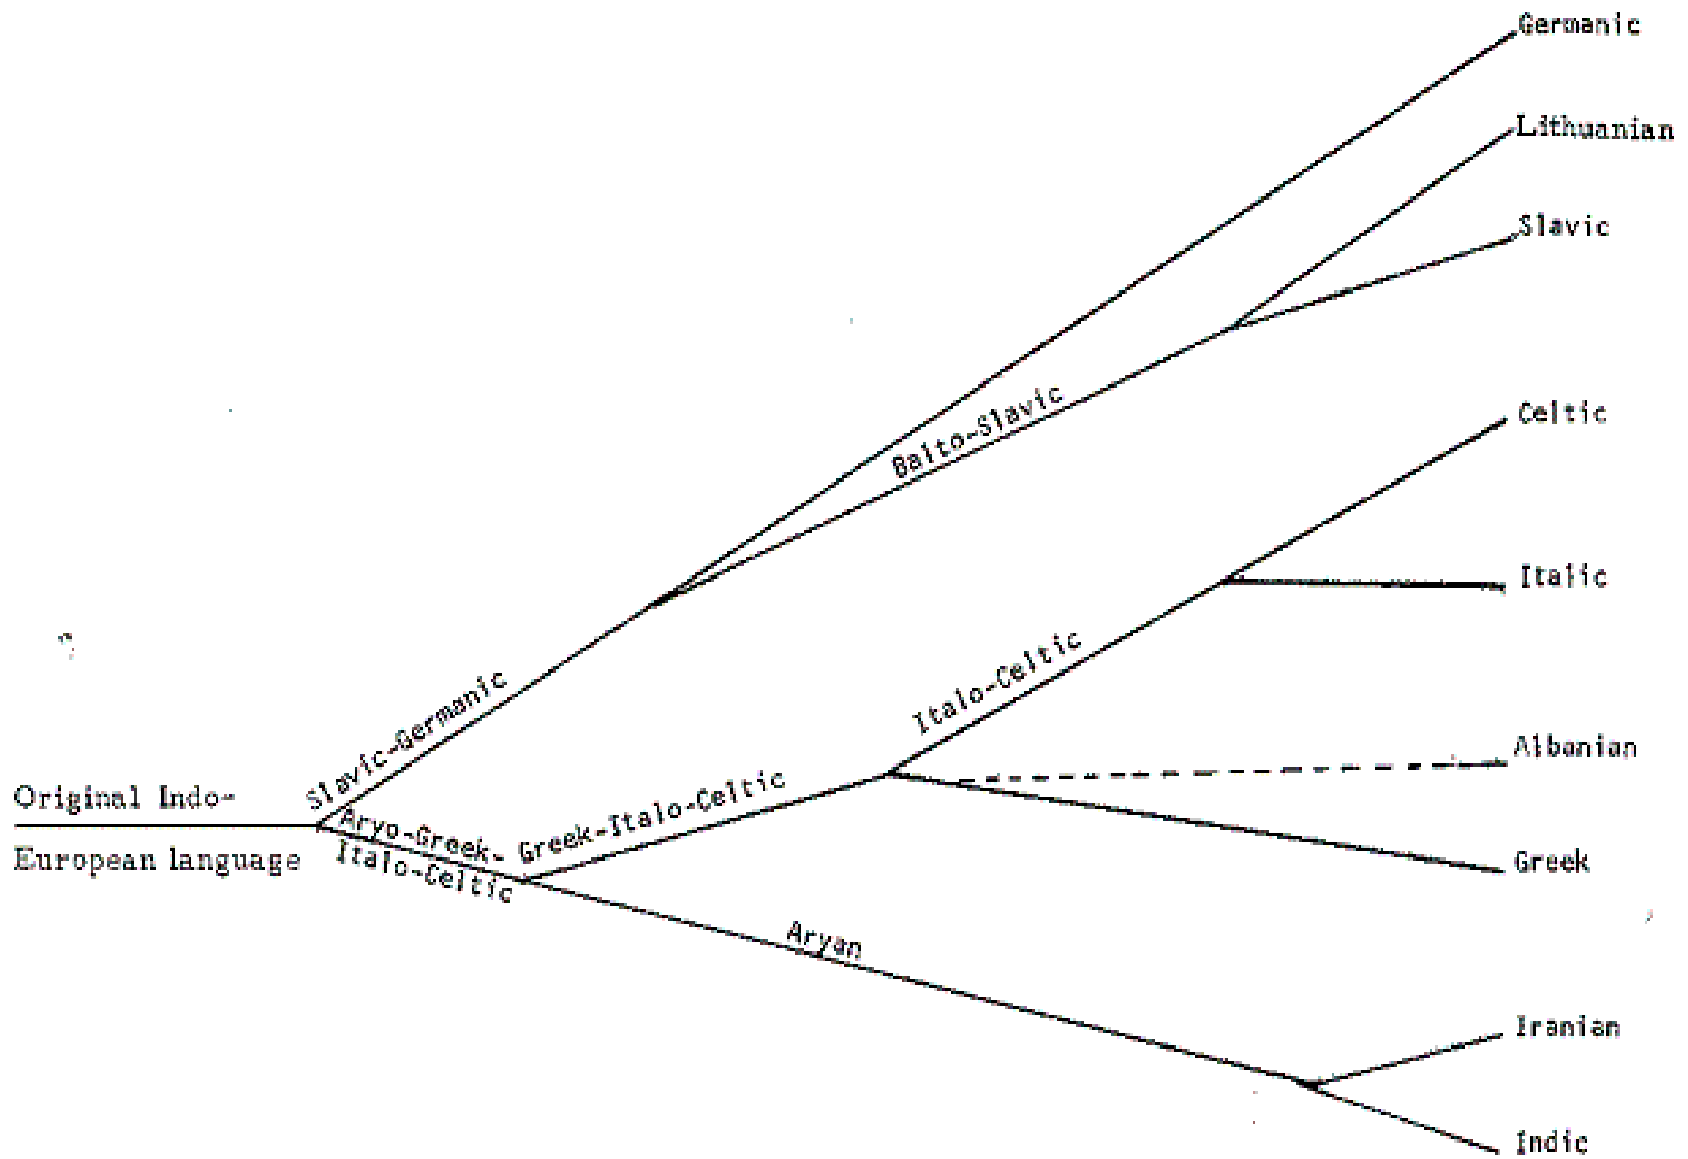 Germanic
Lithuanian
Slavic
Balto-Slavic
Celtic
Italic
Italo-Celtic
Slavic-Germanic
Albanian
Original Indo-
European language
Aryo-Greek-
Italo-Celtic
Greek-Italo-Celtic
Greek
Aryan
Iranian
Indic